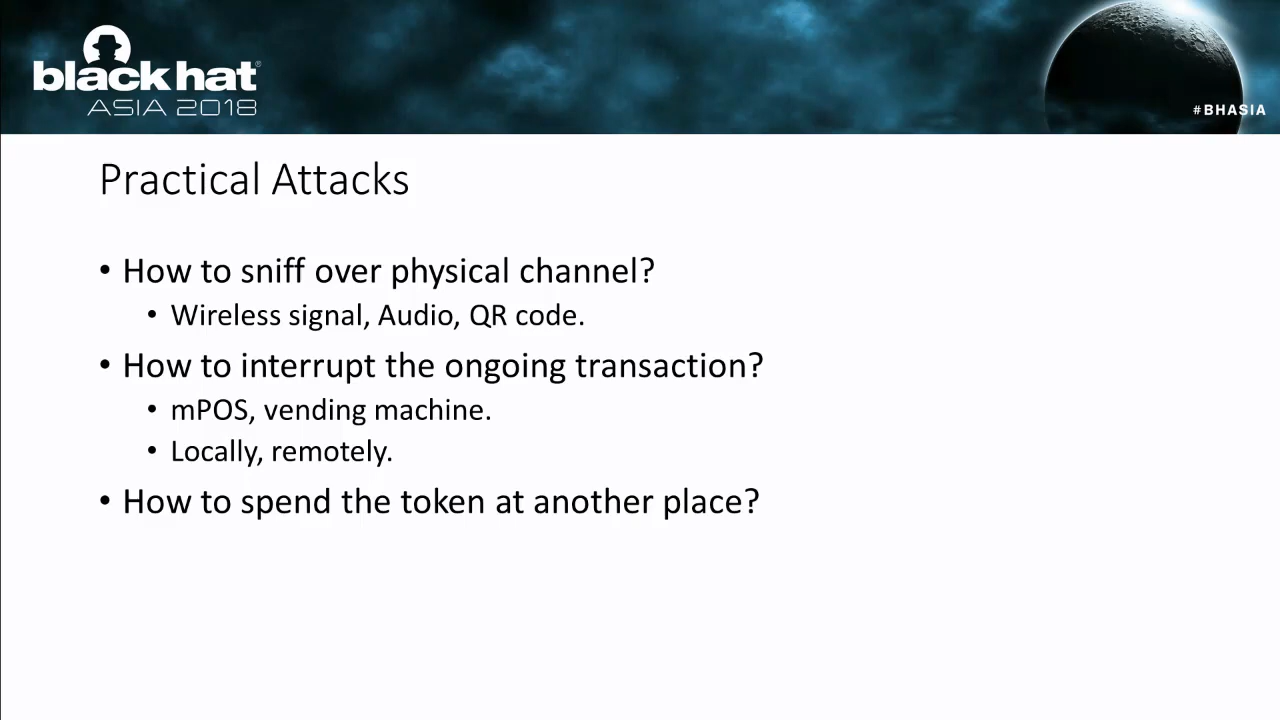 black hat®
ASIA 2018
#BHASIA
Practical Attacks
• How to sniff over physical channel?
• Wireless signal, Audio, QR code.
• How to interrupt the ongoing transaction?
• mPOS, vending machine.
• Locally, remotely.
• How to spend the token at another place?